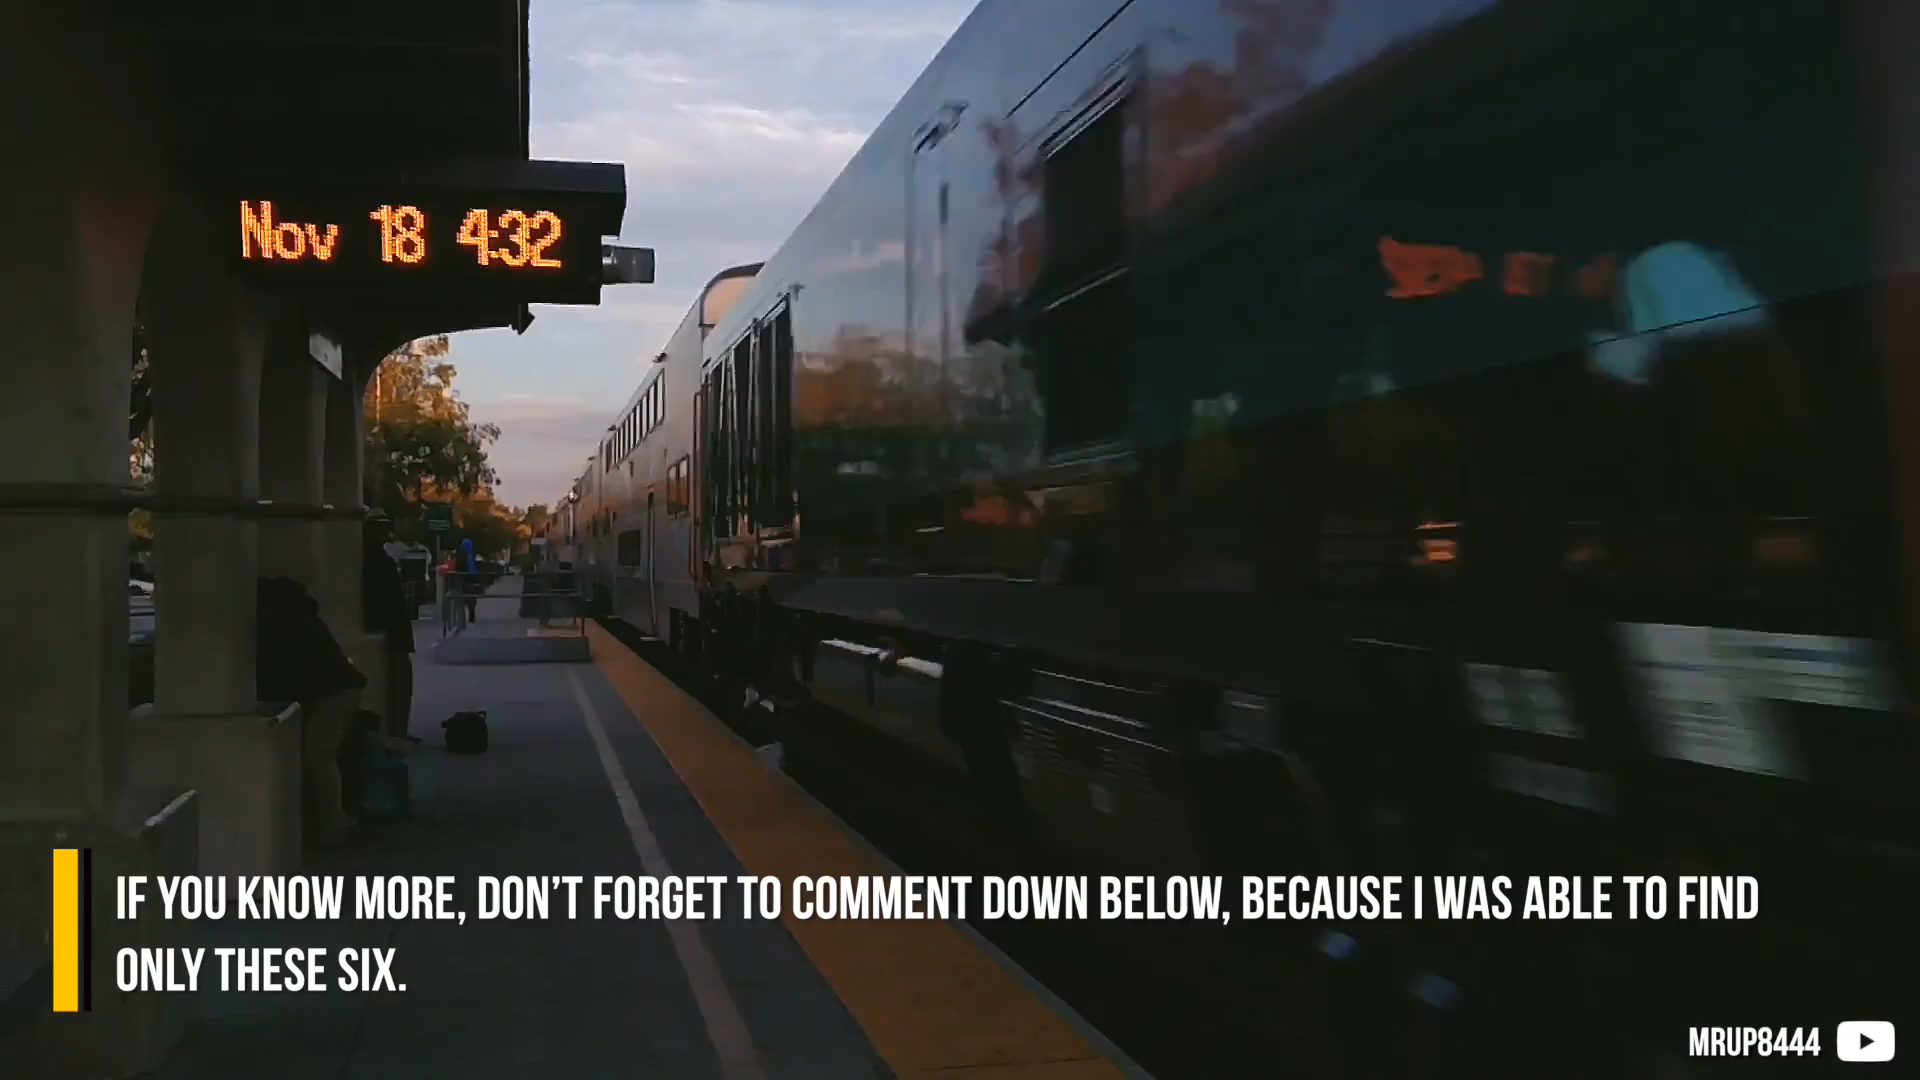 Nov 18 4:32
IF YOU KNOW MORE, DON'T FORGET TO COMMENT DOWN BELOW, BECAUSE I WAS ABLE TO FIND
ONLY THESE SIX.
MRUP8444